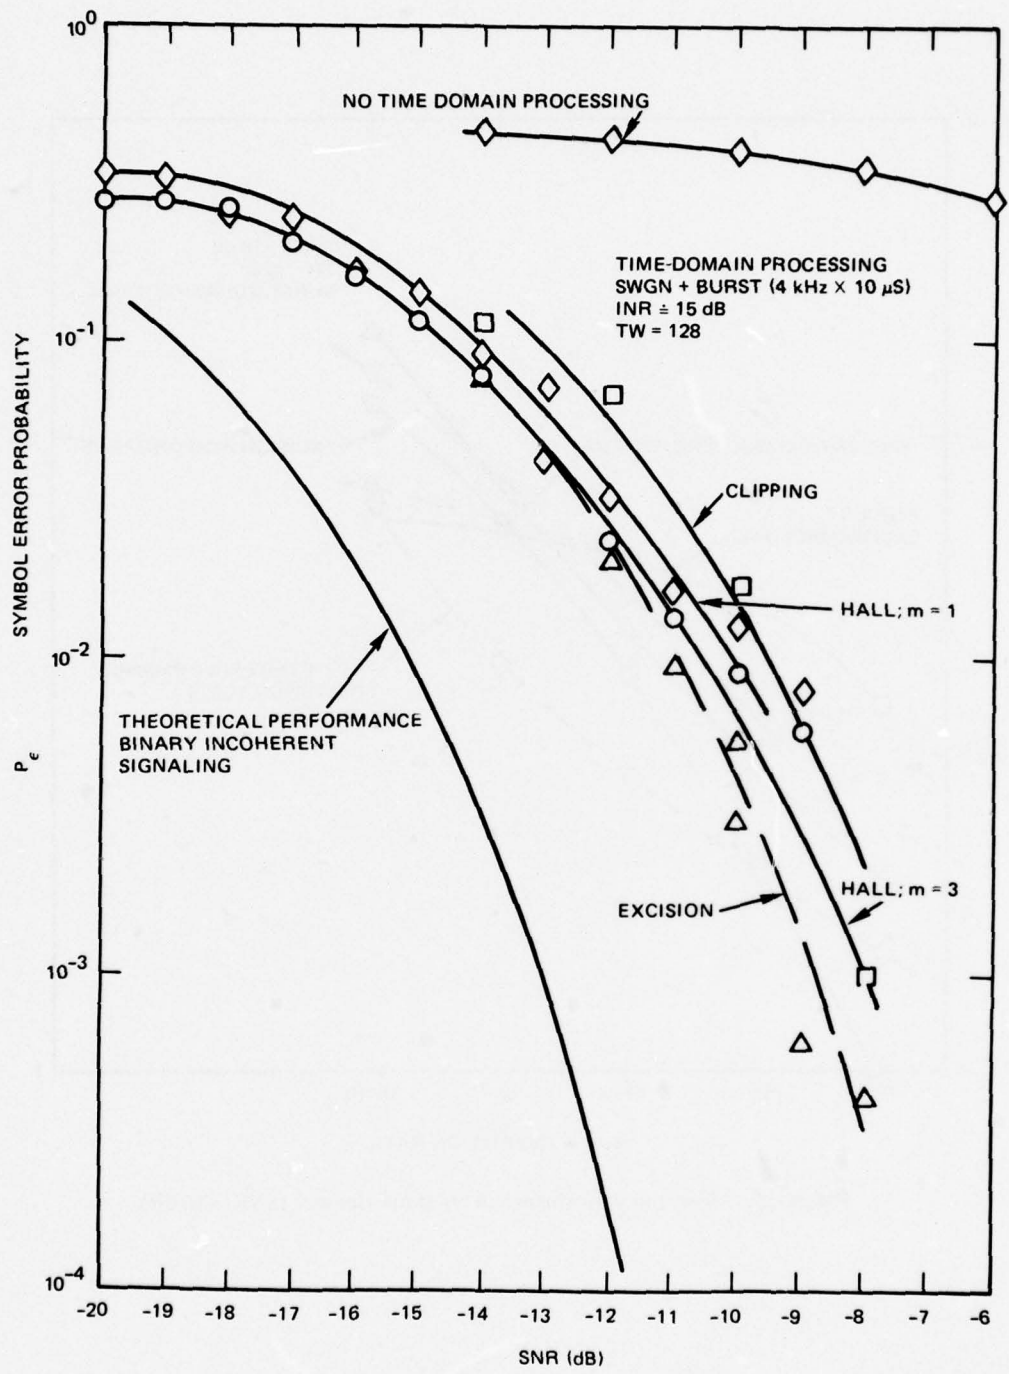 10⁰
NO TIME DOMAIN PROCESSING
TIME-DOMAIN PROCESSING
SWGN + BURST (4 kHz X 10 μS)
INR ≐ 15 dB
TW = 128
10⁻¹
SYMBOL ERROR PROBABILITY
CLIPPING
HALL; m = 1
10⁻²
THEORETICAL PERFORMANCE
BINARY INCOHERENT
SIGNALING
P_ϵ
HALL; m = 3
EXCISION
10⁻³
10⁻⁴
-20 -19 -18 -17 -16 -15 -14 -13 -12 -11 -10 -9 -8 -7 -6
SNR (dB)